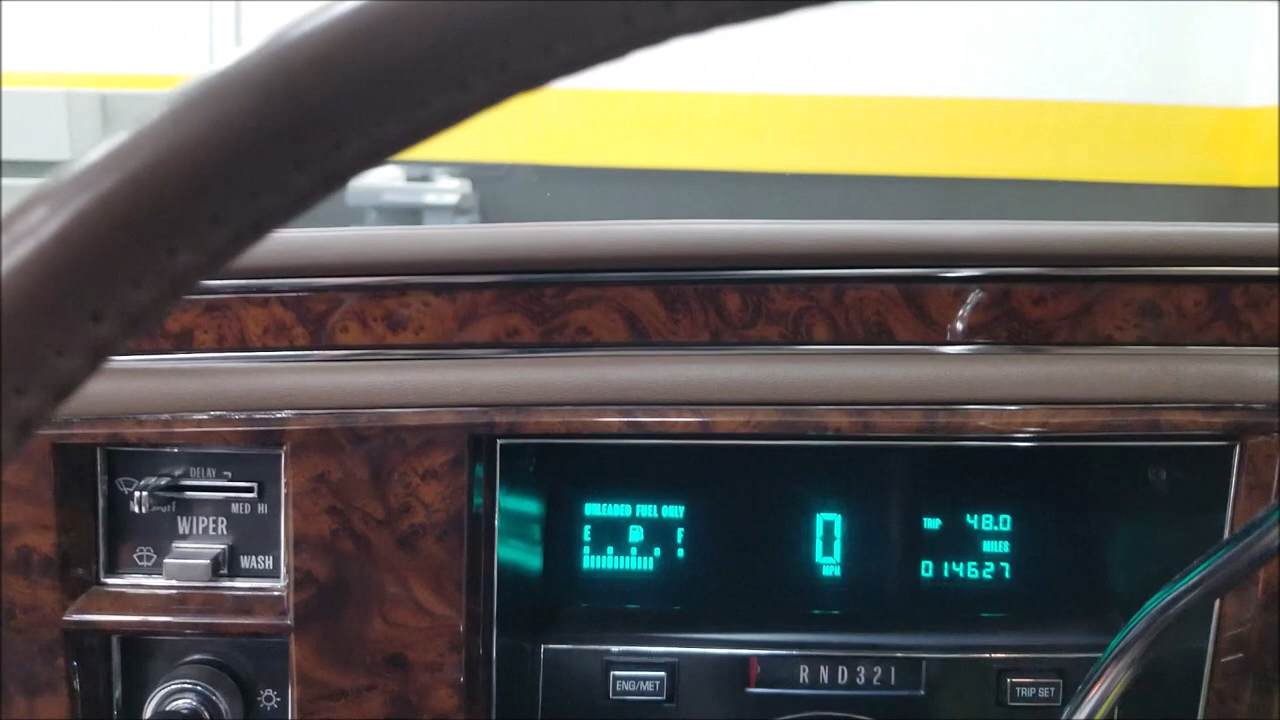 DELAY
OFF
MED HI
WIPER
WASH
UNLEADED FUEL ONLY
E F
0
MPH
TRIP 48.0
MILES
014627
ENG/MET
RND321
TRIP SET